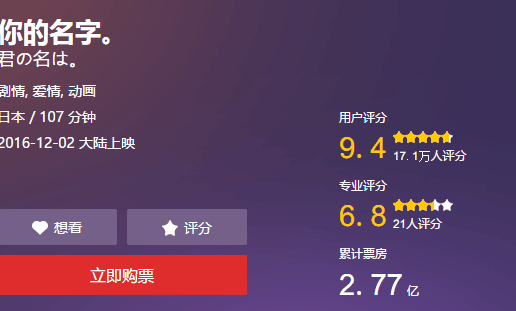 你的名字。
君の名は。
剧情, 爱情, 动画
日本 / 107 分钟
2016-12-02 大陆上映
想看
评分
立即购票
用户评分
9.4
17.1万人评分
专业评分
6.8
21人评分
累计票房
2.77 亿